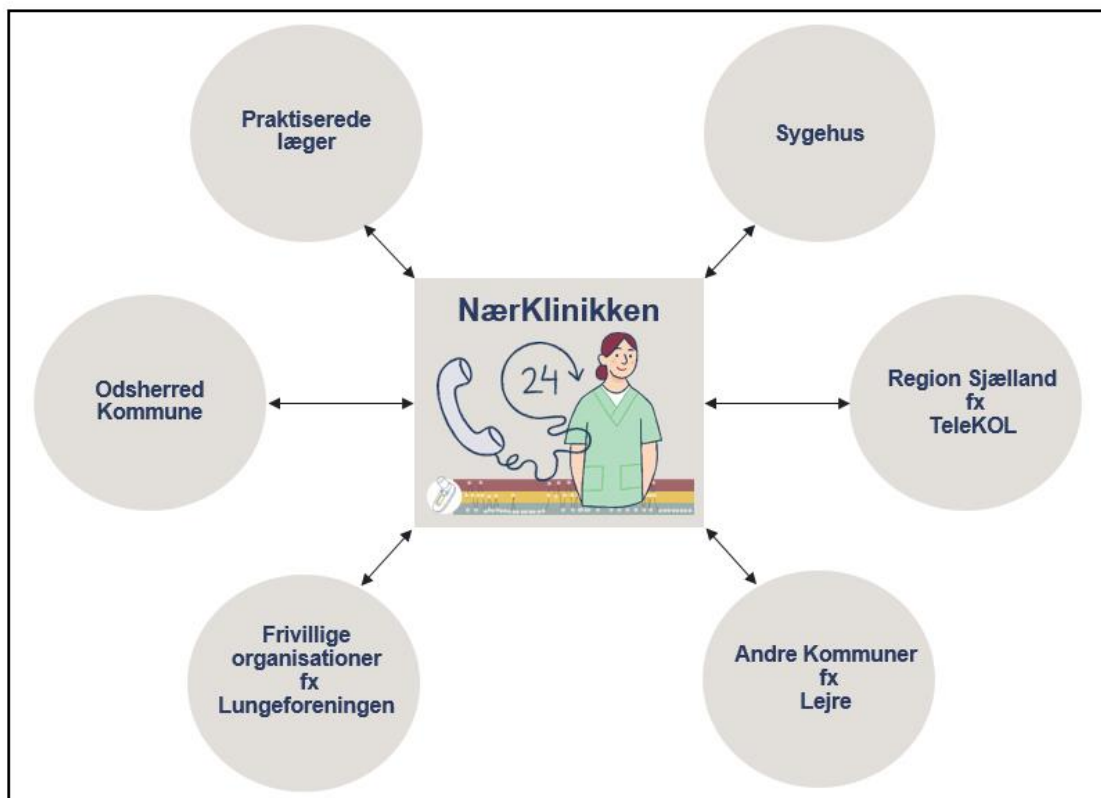 Praktiserede
læger
Sygehus
NærKlinikken
24
Odsherred
Kommune
Region Sjælland
fx
TeleKOL
Frivillige
organisationer
fx
Lungeforeningen
Andre Kommuner
fx
Lejre